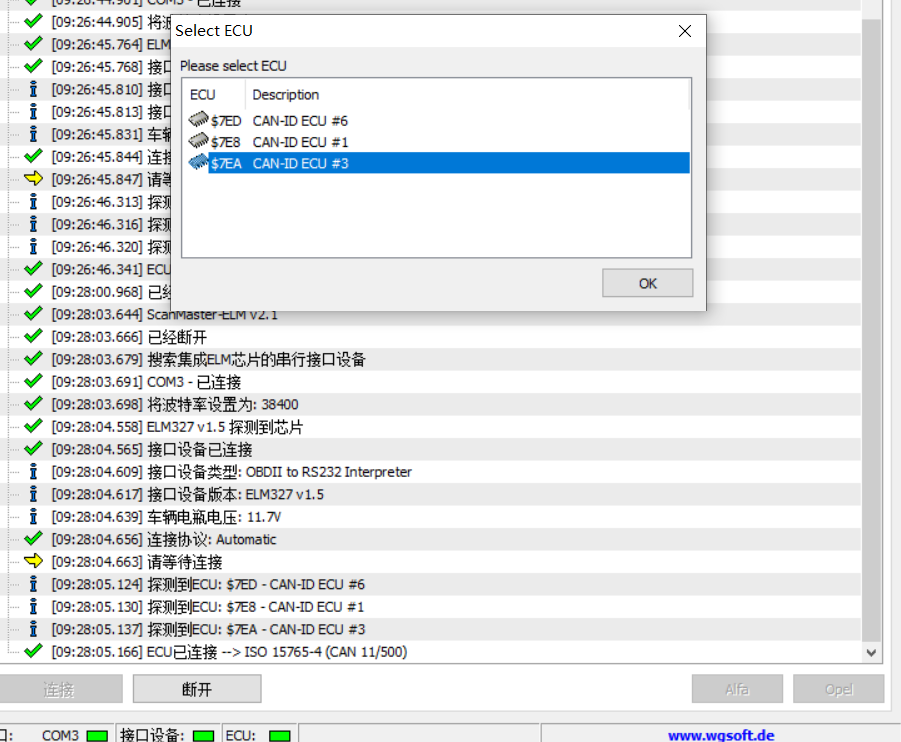 [09:26:44.901] COM3 - 已连接
[09:26:44.905] 将波
[09:26:45.764] ELM
[09:26:45.768] 接口
[09:26:45.810] 接口
[09:26:45.813] 接口
[09:26:45.831] 车辆
[09:26:45.844] 连接
[09:26:45.847] 请等
[09:26:46.313] 探测
[09:26:46.316] 探测
[09:26:46.320] 探测
[09:26:46.341] ECU
[09:28:00.968] 已经
Select ECU
Please select ECU
ECU Description
$7ED CAN-ID ECU #6
$7E8 CAN-ID ECU #1
$7EA CAN-ID ECU #3
OK
[09:28:03.644] ScanMaster-ELM v2.1
[09:28:03.666] 已经断开
[09:28:03.679] 搜索集成ELM芯片的串行接口设备
[09:28:03.691] COM3 - 已连接
[09:28:03.698] 将波特率设置为: 38400
[09:28:04.558] ELM327 v1.5 探测到芯片
[09:28:04.565] 接口设备已连接
[09:28:04.609] 接口设备类型: OBDII to RS232 Interpreter
[09:28:04.617] 接口设备版本: ELM327 v1.5
[09:28:04.639] 车辆电瓶电压: 11.7V
[09:28:04.656] 连接协议: Automatic
[09:28:04.663] 请等待连接
[09:28:05.124] 探测到ECU: $7ED - CAN-ID ECU #6
[09:28:05.130] 探测到ECU: $7E8 - CAN-ID ECU #1
[09:28:05.137] 探测到ECU: $7EA - CAN-ID ECU #3
[09:28:05.166] ECU已连接 --> ISO 15765-4 (CAN 11/500)
连接 断开 Alfa Opel
口: COM3 接口设备: ECU: www.wgsoft.de